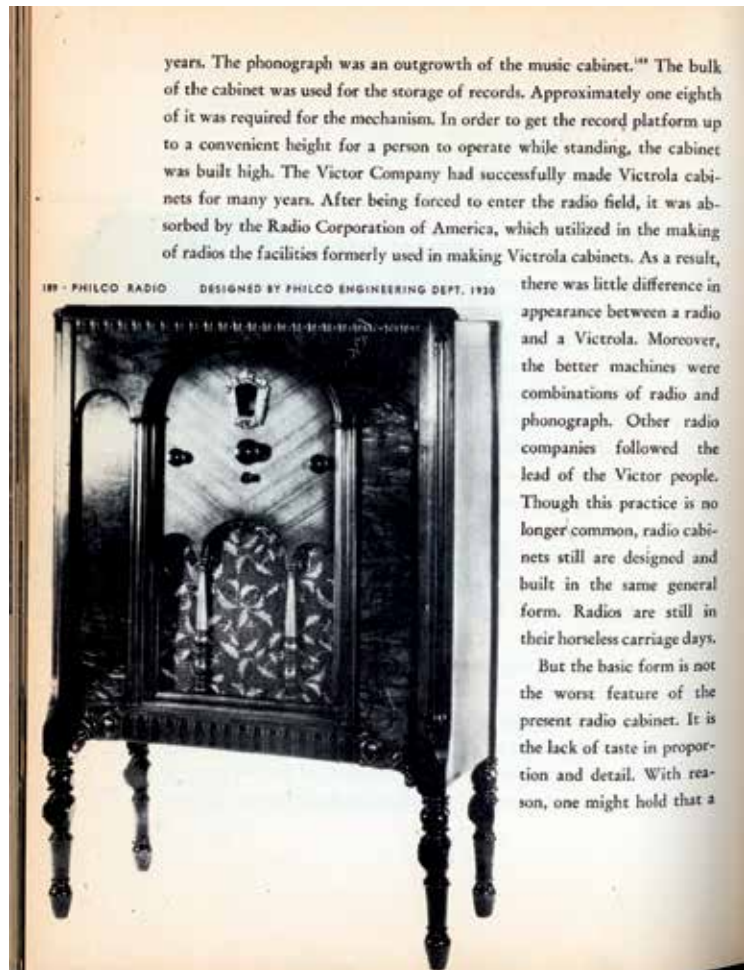 years. The phonograph was an outgrowth of the music cabinet.¹⁸⁸ The bulk
of the cabinet was used for the storage of records. Approximately one eighth
of it was required for the mechanism. In order to get the record platform up
to a convenient height for a person to operate while standing, the cabinet
was built high. The Victor Company had successfully made Victrola cabi-
nets for many years. After being forced to enter the radio field, it was ab-
sorbed by the Radio Corporation of America, which utilized in the making
of radios the facilities formerly used in making Victrola cabinets. As a result,
189 · PHILCO RADIO DESIGNED BY PHILCO ENGINEERING DEPT. 1930
there was little difference in
appearance between a radio
and a Victrola. Moreover,
the better machines were
combinations of radio and
phonograph. Other radio
companies followed the
lead of the Victor people.
Though this practice is no
longer common, radio cabi-
nets still are designed and
built in the same general
form. Radios are still in
their horseless carriage days.
But the basic form is not
the worst feature of the
present radio cabinet. It is
the lack of taste in propor-
tion and detail. With rea-
son, one might hold that a